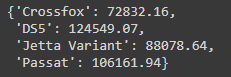 {'Crossfox': 72832.16,
'DS5': 124549.07,
'Jetta Variant': 88078.64,
'Passat': 106161.94}